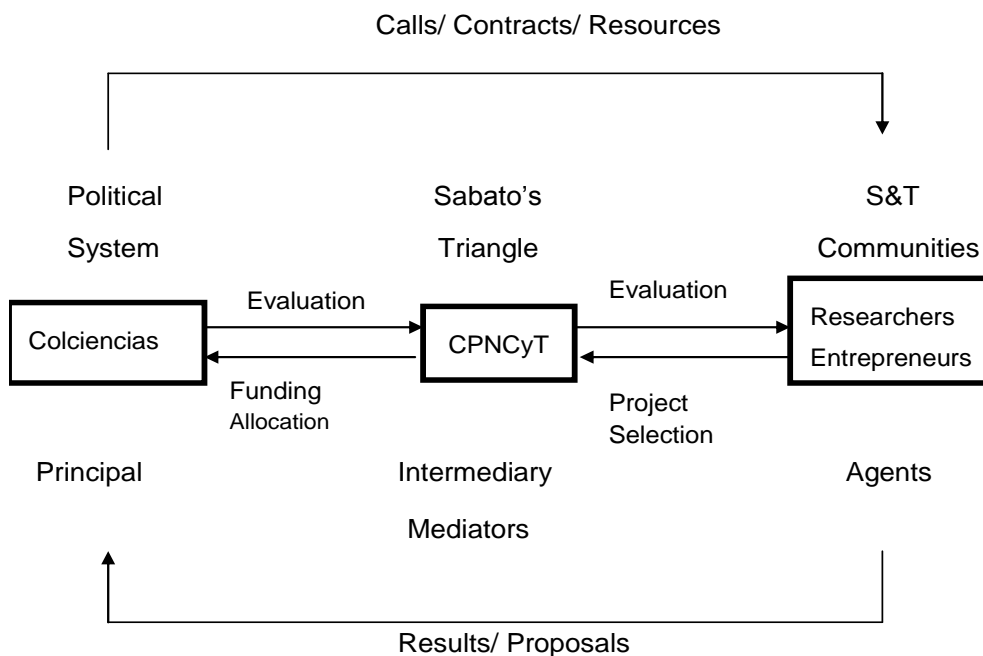 Calls/ Contracts/ Resources
Political
System
Sabato’s
Triangle
S&T
Communities
Evaluation
Evaluation
Colciencias
CPNCyT
Researchers
Entrepreneurs
Funding
Allocation
Project
Selection
Principal
Intermediary
Mediators
Agents
Results/ Proposals